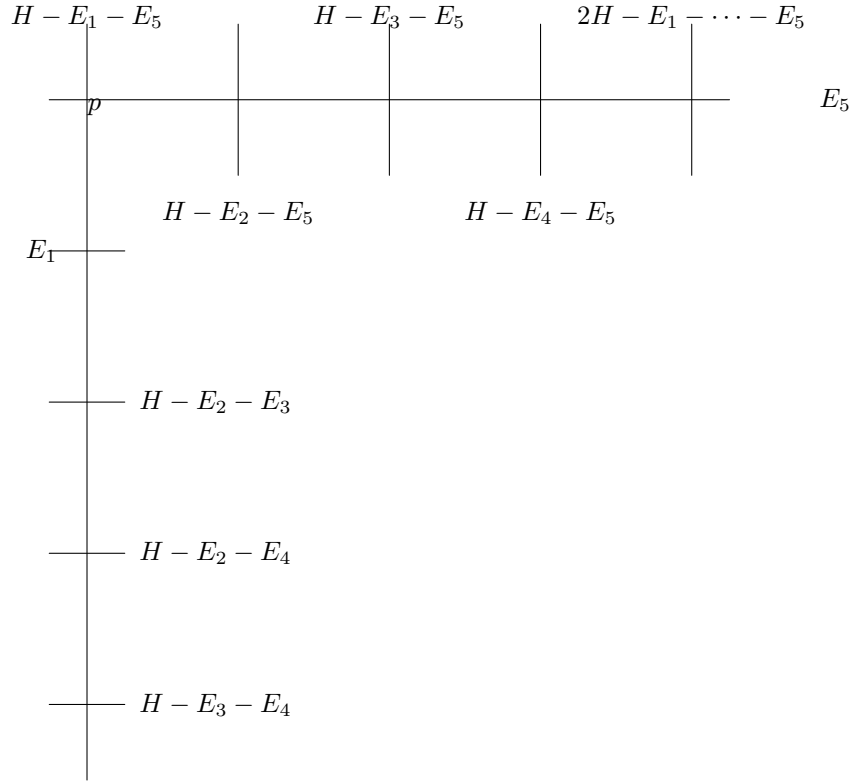 $H - E_1 - E_5$
$H - E_3 - E_5$
$2H - E_1 - \cdots - E_5$
$p$
$E_5$
$H - E_2 - E_5$
$H - E_4 - E_5$
$E_1$
$H - E_2 - E_3$
$H - E_2 - E_4$
$H - E_3 - E_4$